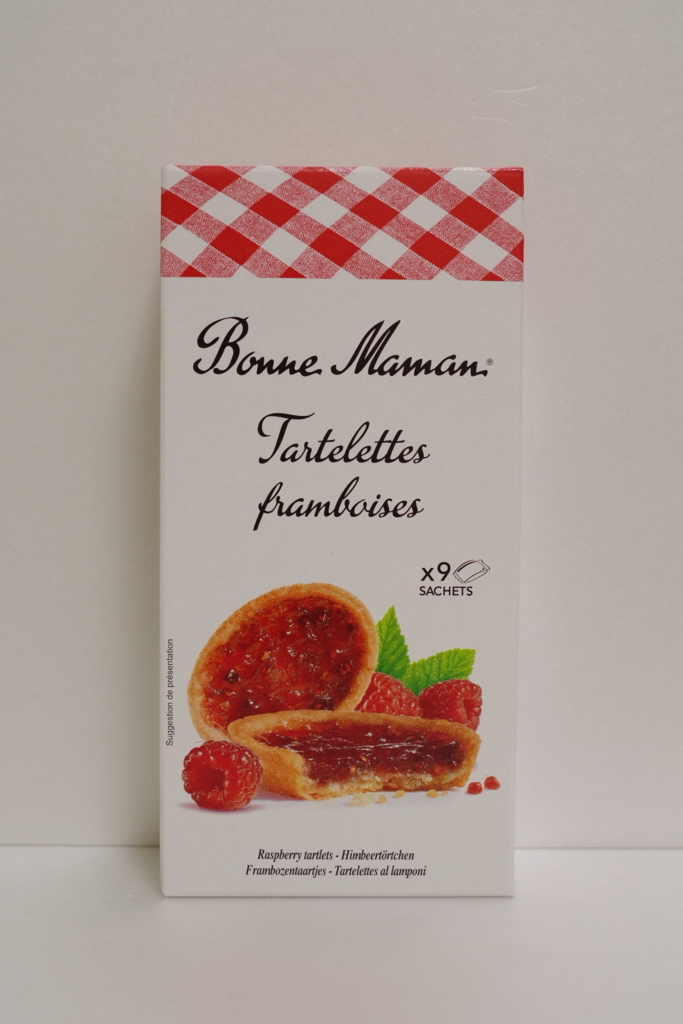 Bonne Maman®
Tartelettes
framboises
x9
SACHETS
Suggestion de présentation
Raspberry tartlets - Himbeertörtchen
Frambozentaartjes - Tartelettes al lamponi